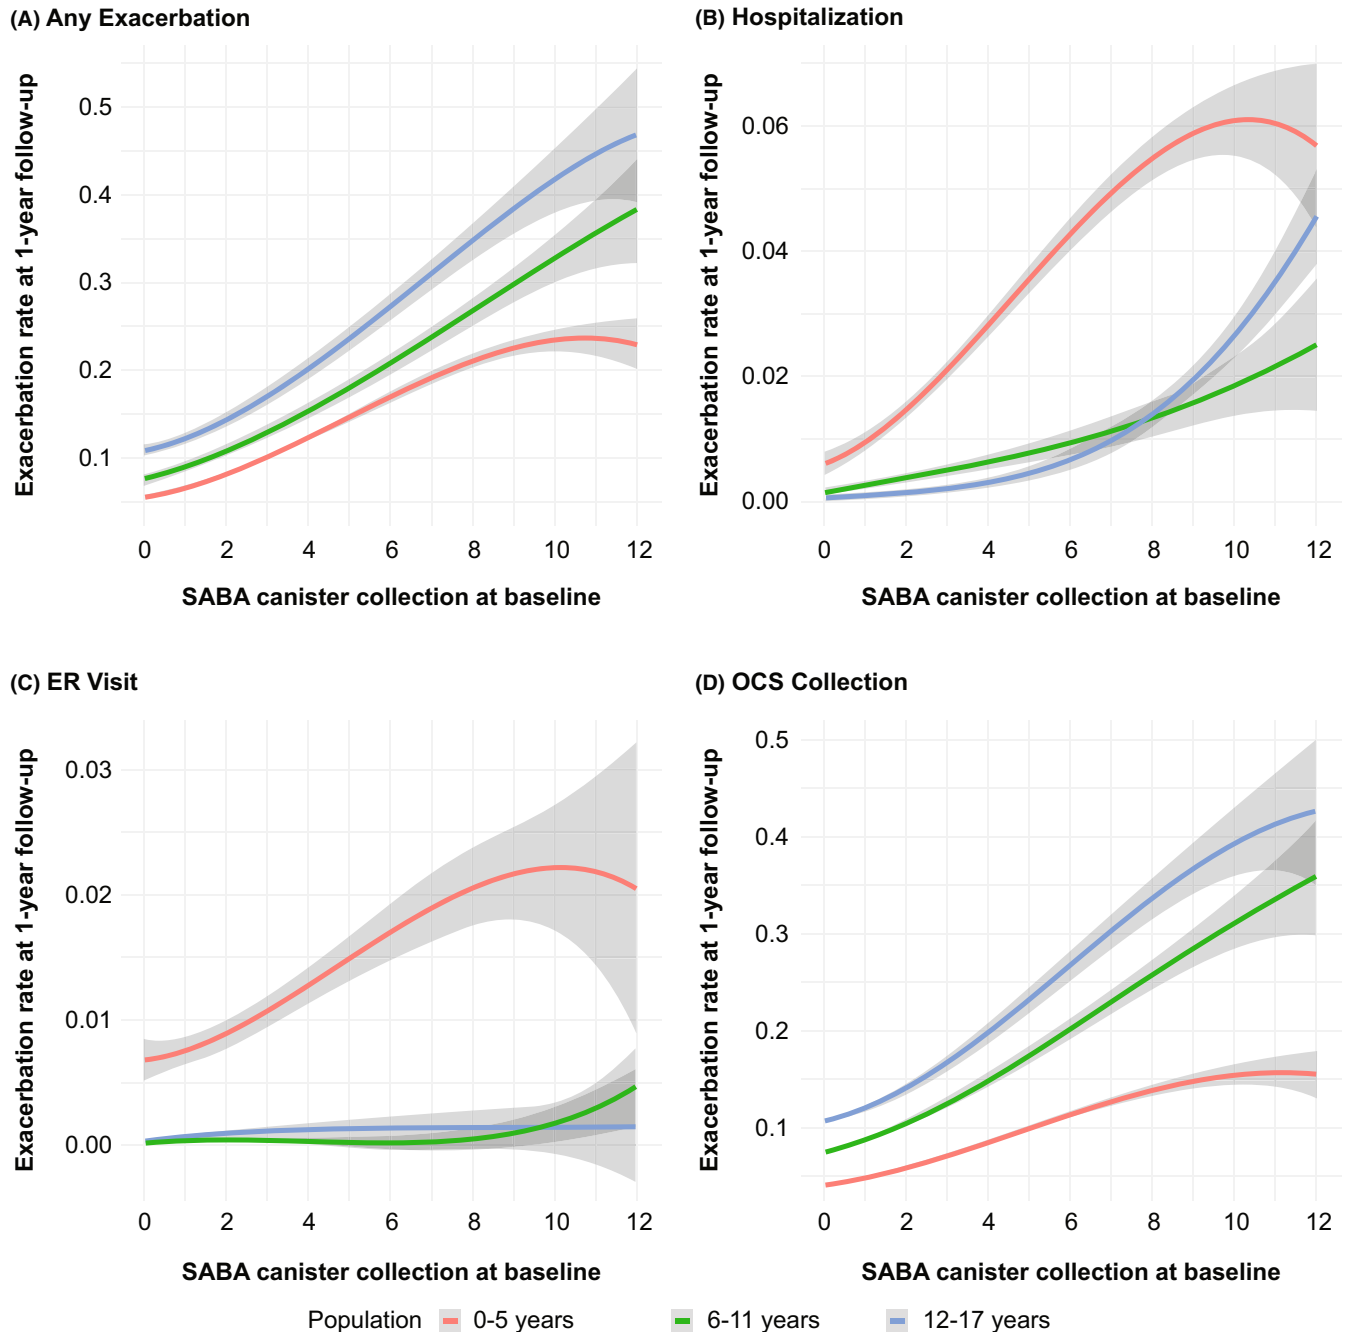 (A) Any Exacerbation
Exacerbation rate at 1-year follow-up
0.5
0.4
0.3
0.2
0.1
0 2 4 6 8 10 12
SABA canister collection at baseline
(B) Hospitalization
Exacerbation rate at 1-year follow-up
0.06
0.04
0.02
0.00
0 2 4 6 8 10 12
SABA canister collection at baseline
(C) ER Visit
Exacerbation rate at 1-year follow-up
0.03
0.02
0.01
0.00
0 2 4 6 8 10 12
SABA canister collection at baseline
(D) OCS Collection
Exacerbation rate at 1-year follow-up
0.5
0.4
0.3
0.2
0.1
0 2 4 6 8 10 12
SABA canister collection at baseline
Population 0-5 years 6-11 years 12-17 years